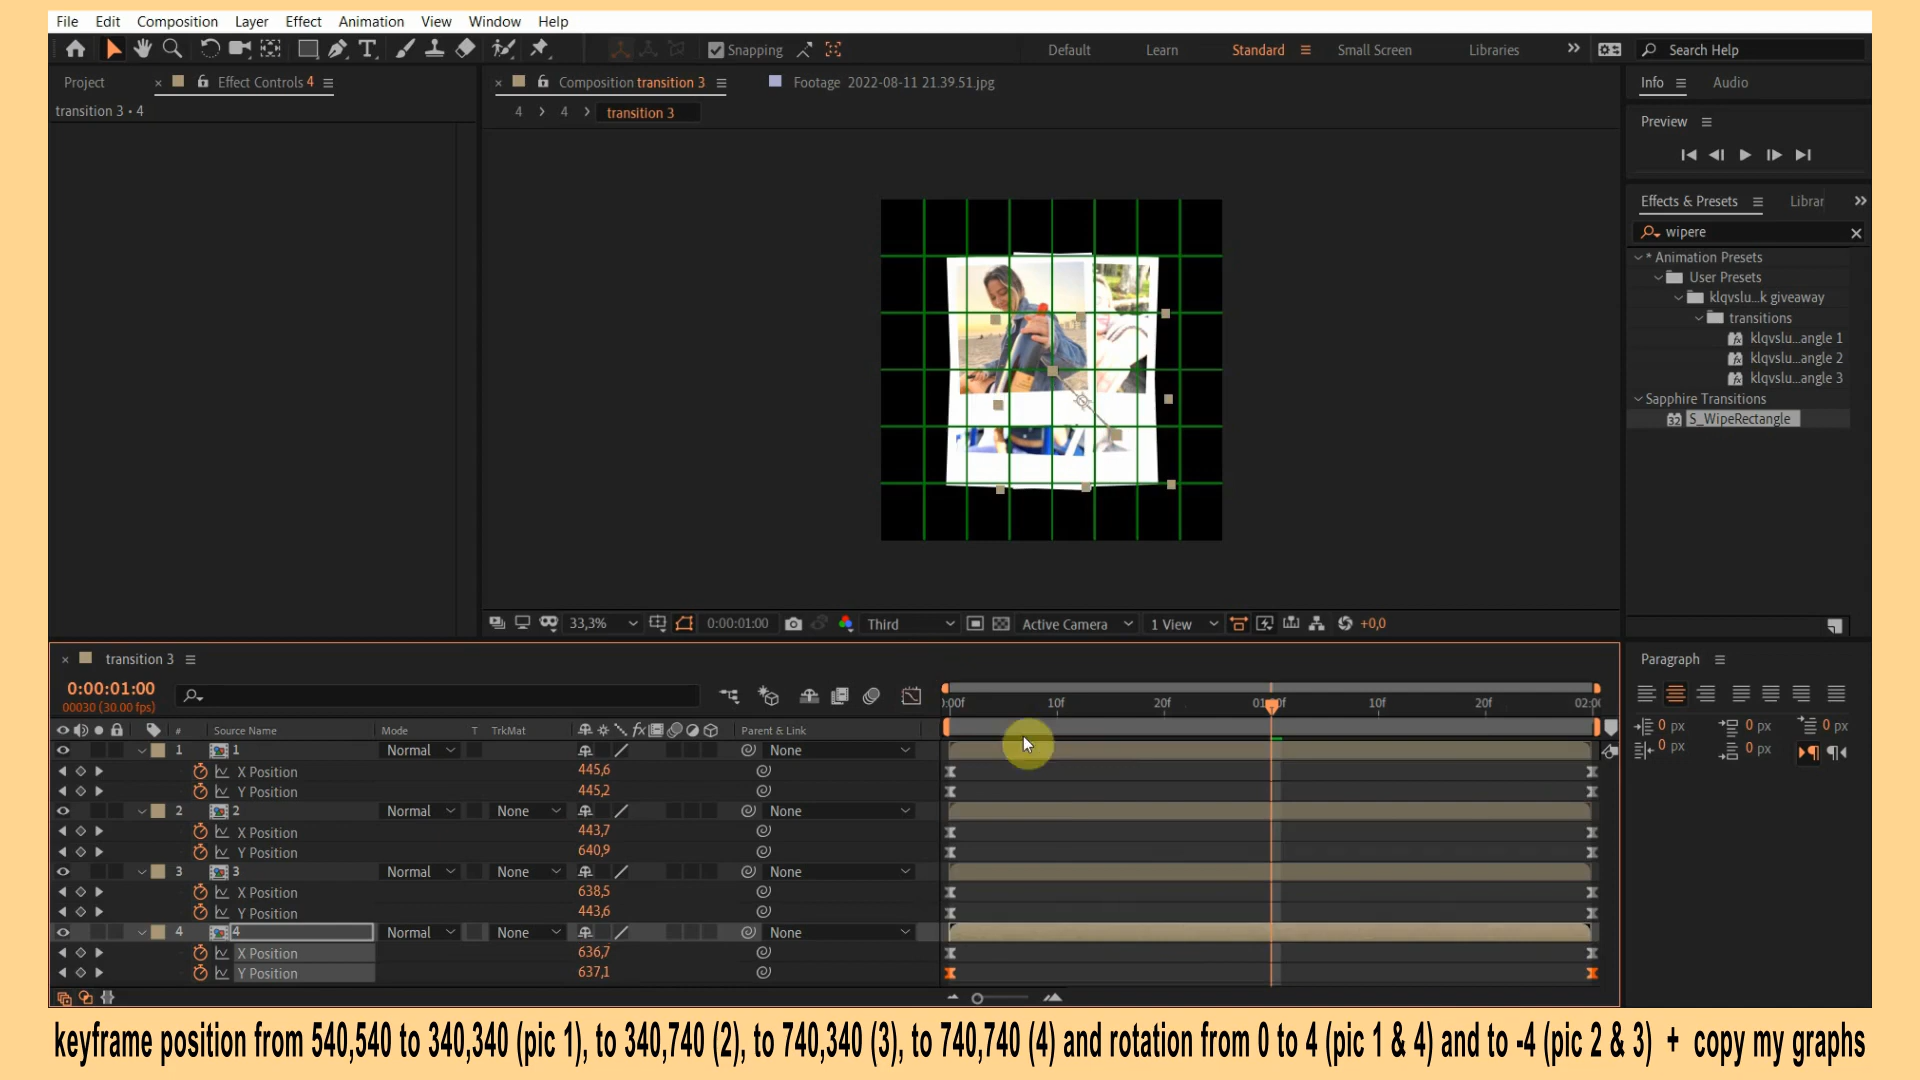 File Edit Composition Layer Effect Animation View Window Help
Snapping Default Learn Standard Small Screen Libraries Search Help
Project Effect Controls 4 Composition transition 3 Footage 2022-08-11 21.39.51.jpg Info Audio
transition 3 • 4 4 4 transition 3
Preview
Effects & Presets Librar
wipere
* Animation Presets
User Presets
klqvslu...k giveaway
transitions
klqvslu...angle 1
klqvslu...angle 2
klqvslu...angle 3
Sapphire Transitions
S_WipeRectangle
33,3% 0:00:01:00 Third Active Camera 1 View +0,0
transition 3 Paragraph
0:00:01:00
00030 (30.00 fps)
):00f 10f 20f 01:00f 10f 20f 02:00
0 px 0 px 0 px
0 px 0 px
# Source Name Mode T TrkMat Parent & Link
1 1 Normal None
X Position 445,6
Y Position 445,2
2 2 Normal None None
X Position 443,7
Y Position 640,9
3 3 Normal None None
X Position 638,5
Y Position 443,6
4 4 Normal None None
X Position 636,7
Y Position 637,1
keyframe position from 540,540 to 340,340 (pic 1), to 340,740 (2), to 740,340 (3), to 740,740 (4) and rotation from 0 to 4 (pic 1 & 4) and to -4 (pic 2 & 3) + copy my graphs